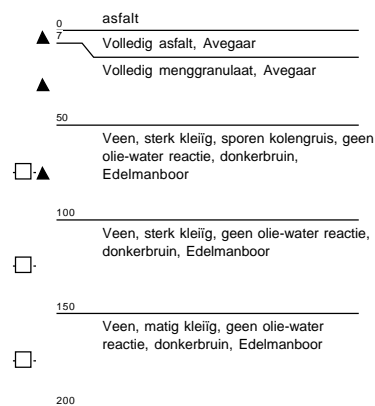 0 asfalt
7 Volledig asfalt, Avegaar
Volledig menggranulaat, Avegaar
50
Veen, sterk kleiïg, sporen kolengruis, geen
olie-water reactie, donkerbruin,
Edelmanboor
100
Veen, sterk kleiïg, geen olie-water reactie,
donkerbruin, Edelmanboor
150
Veen, matig kleiïg, geen olie-water
reactie, donkerbruin, Edelmanboor
200